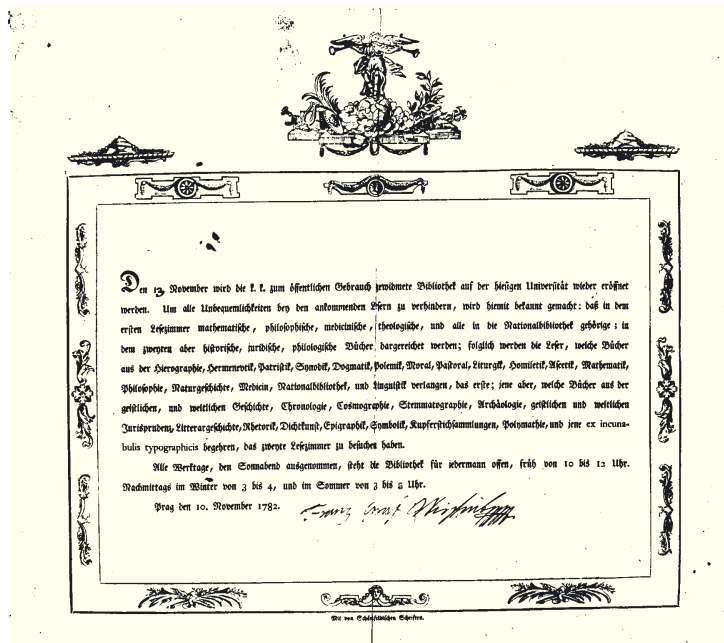 Den 13 November wird die k. k. zum öffentlichen Gebrauch gewidmete Bibliothek auf der hiesigen Universität wieder eröffnet
werden. Um alle Unbequemlichkeiten bey den ankommenden Lesern zu verhindern, wird hiemit bekannt gemacht: daß in dem
ersten Lesezimmer mathematische, philosophische, medicinische, theologische, und alle in die Nationalbibliothek gehörige; in
dem zweyten aber historische, juridische, philologische Bücher dargereicht werden; folglich werden die Leser, welche Bücher
aus der Hierographie, Hermenevtik, Patristik, Synodik, Dogmatik, Polemik, Moral, Pastoral, Liturgik, Homiletik, Ascetik, Mathematik,
Philosophie, Naturgeschichte, Medicin, Nationalbibliothek, und Linguistik verlangen, das erste; jene aber, welche Bücher aus der
geistlichen, und weltlichen Geschichte, Chronologie, Cosmographie, Stemmatographie, Archäologie, geistlichen und weltlichen
Jurisprudenz, Litterargeschichte, Rhetorik, Dichtkunst, Epigraphik, Symbolik, Kupferstichsammlungen, Polymathie, und jene ex incuna-
bulis typographicis begehren, das zweyte Lesezimmer zu besuchen haben.
Alle Werktage, den Sonnabend ausgenommen, steht die Bibliothek für jedermann offen, früh von 10 bis 12 Uhr.
Nachmittags im Winter von 3 bis 4, und im Sommer von 3 bis 5 Uhr.
Prag den 10. November 1782. Franz Graf
Mit von Schönfeldischen Schriften.